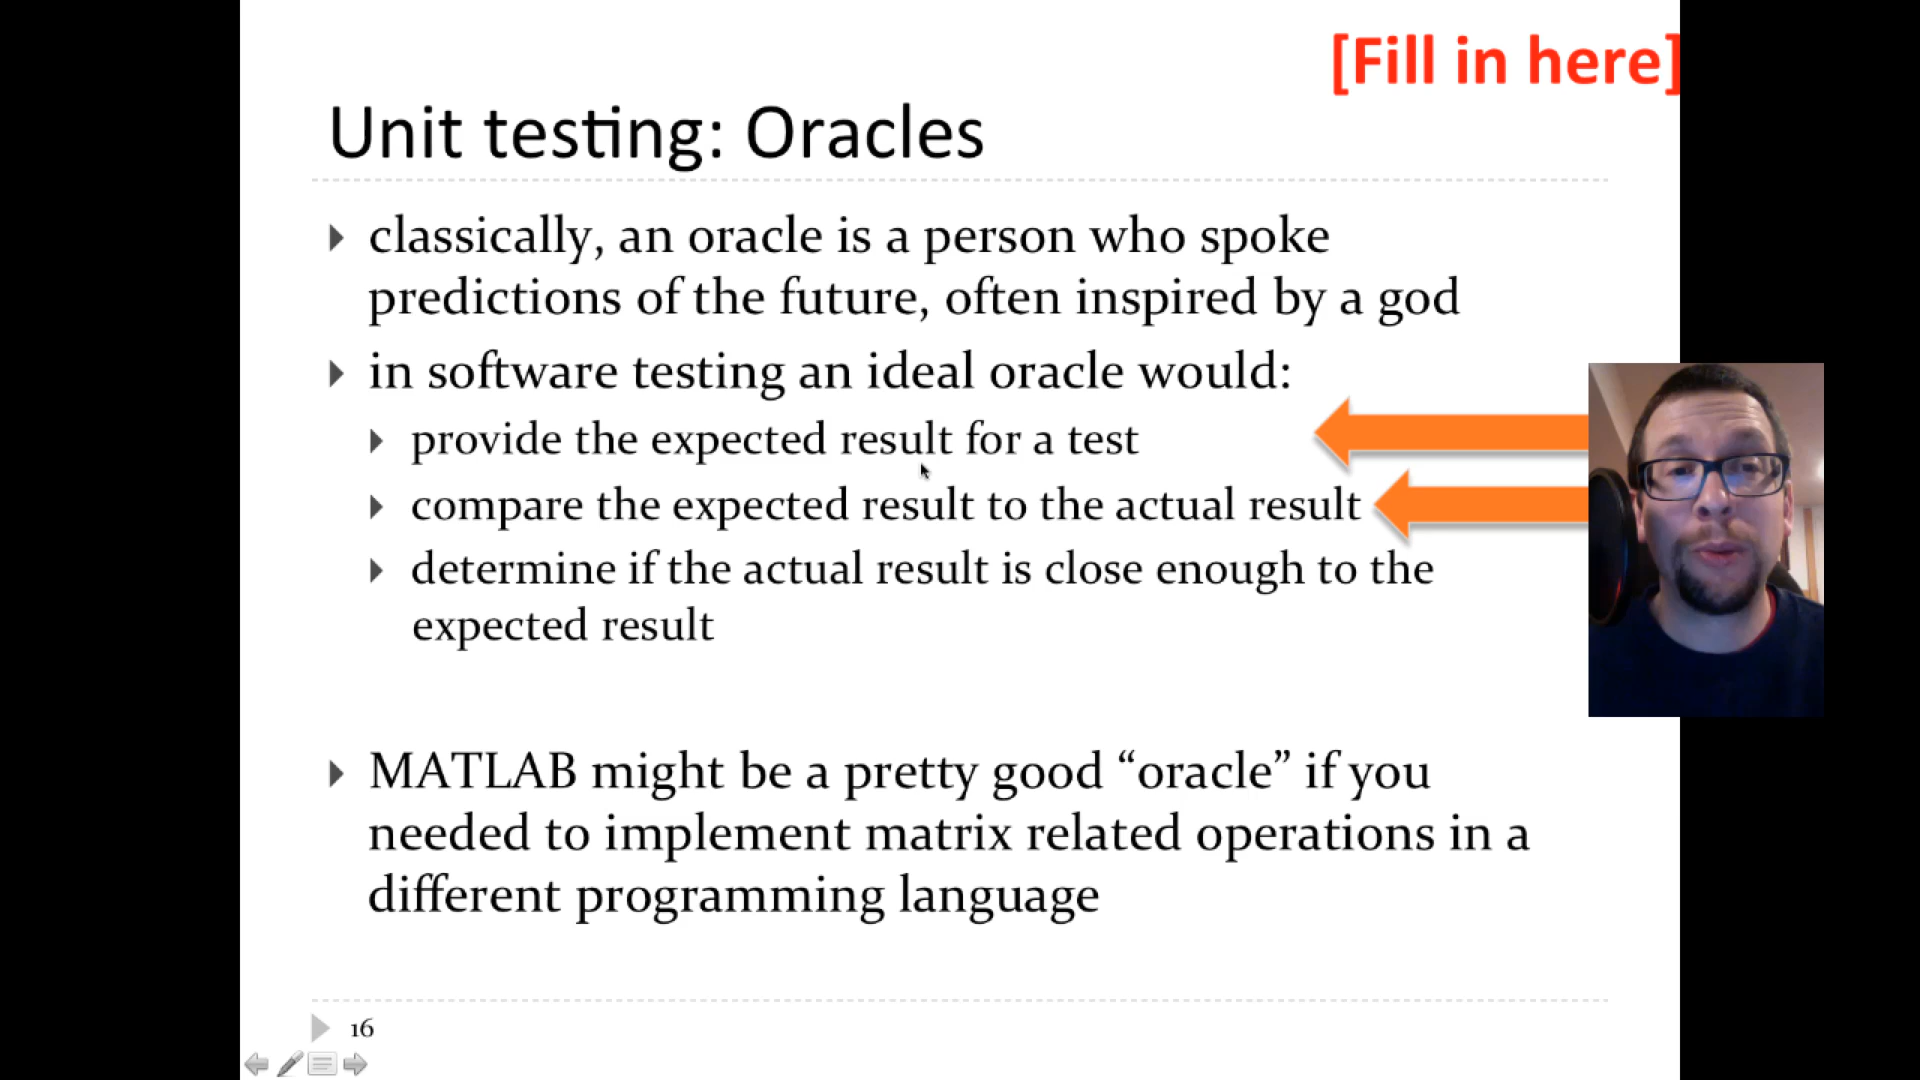 [Fill in here]
Unit testing: Oracles
classically, an oracle is a person who spoke
predictions of the future, often inspired by a god
in software testing an ideal oracle would:
provide the expected result for a test
compare the expected result to the actual result
determine if the actual result is close enough to the
expected result
MATLAB might be a pretty good “oracle” if you
needed to implement matrix related operations in a
different programming language
16